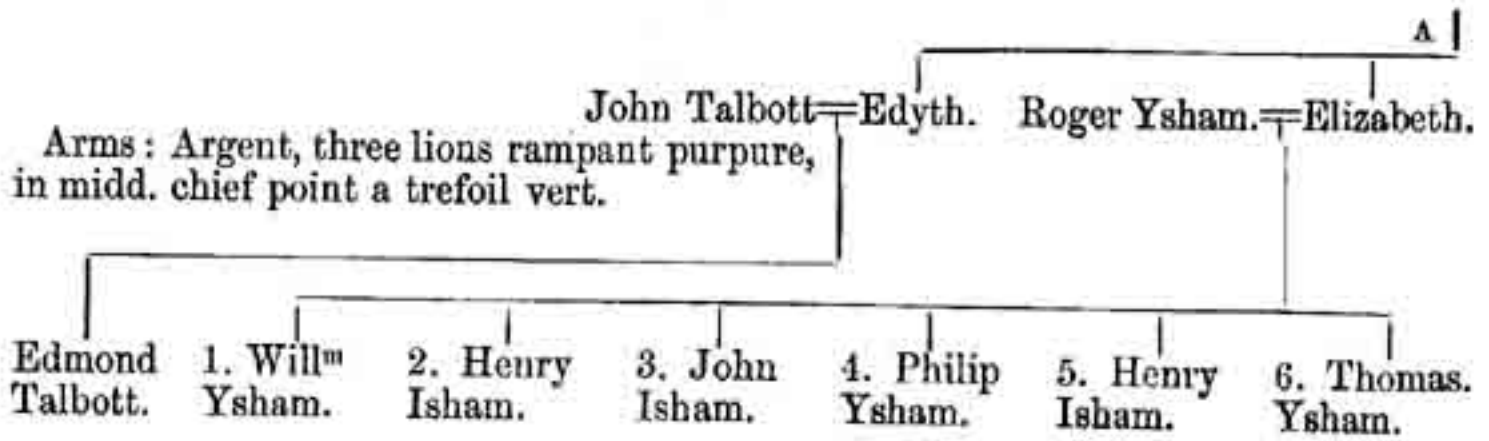 A
John Talbott=Edyth. Roger Ysham.=Elizabeth.
Arms: Argent, three lions rampant purpure,
in midd. chief point a trefoil vert.
Edmond 1. Willᵐ 2. Henry 3. John 4. Philip 5. Henry 6. Thomas.
Talbott. Ysham. Isham. Isham. Ysham. Isham. Ysham.